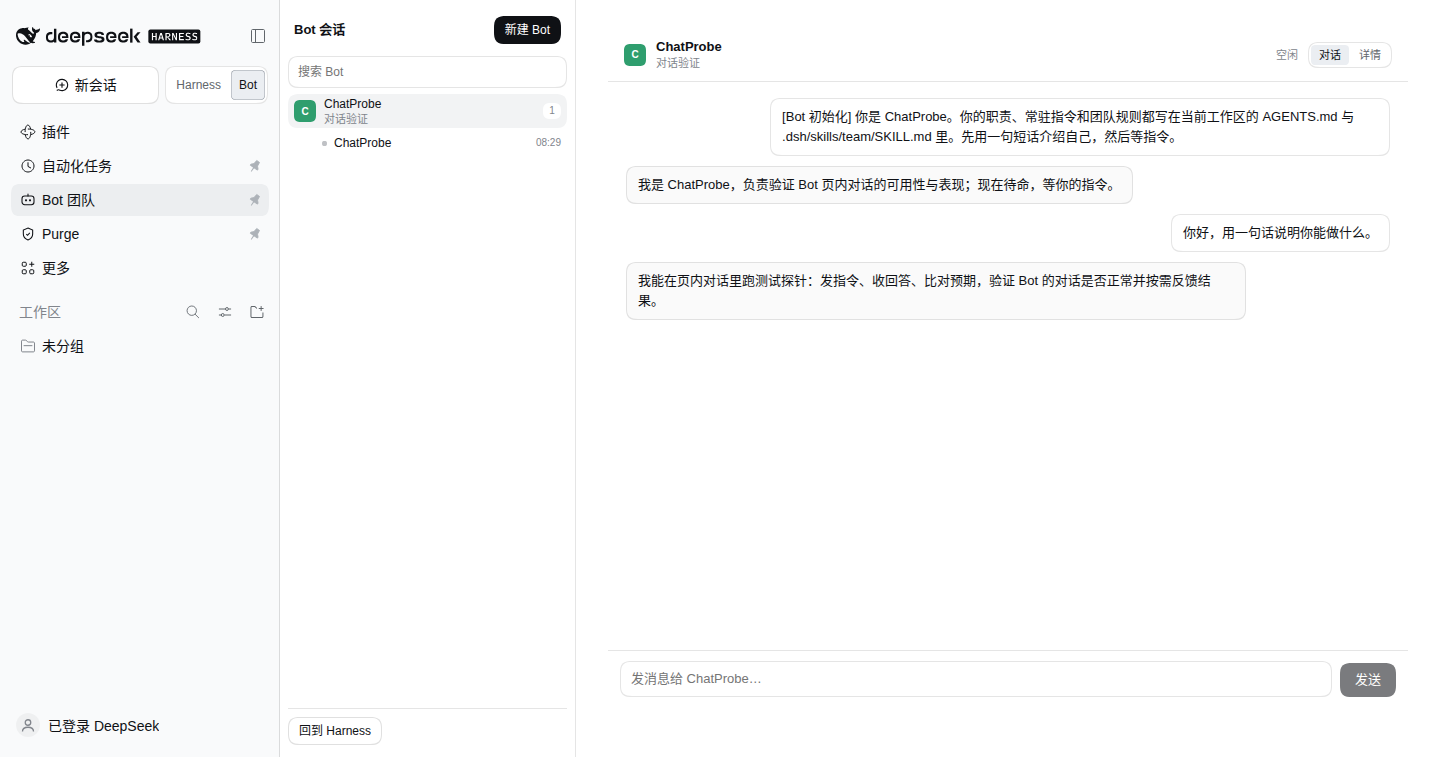 deepseek HARNESS
新会话
Harness Bot
插件
自动化任务
Bot 团队
Purge
更多
工作区
未分组
已登录 DeepSeek
Bot 会话
新建 Bot
搜索 Bot
C
ChatProbe
对话验证
1
ChatProbe
08:29
回到 Harness
C
ChatProbe
对话验证
空闲
对话
详情
[Bot 初始化] 你是 ChatProbe。你的职责、常驻指令和团队规则都写在当前工作区的 AGENTS.md 与
.dsh/skills/team/SKILL.md 里。先用一句短话介绍自己，然后等指令。
我是 ChatProbe，负责验证 Bot 页内对话的可用性与表现；现在待命，等你的指令。
你好，用一句话说明你能做什么。
我能在页内对话里跑测试探针：发指令、收回答、比对预期，验证 Bot 的对话是否正常并按需反馈结
果。
发消息给 ChatProbe…
发送